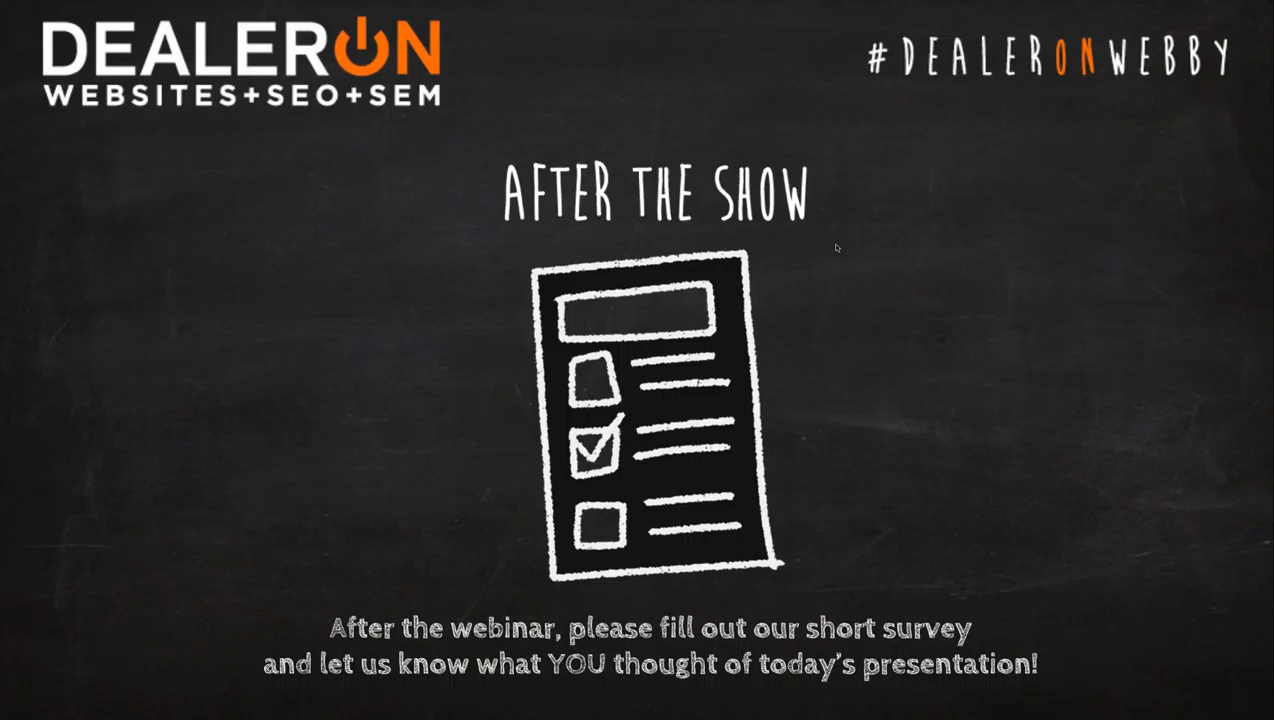 DEALERON
WEBSITES+SEO+SEM
#DEALERONWEBBY
AFTER THE SHOW
After the webinar, please fill out our short survey
and let us know what YOU thought of today's presentation!